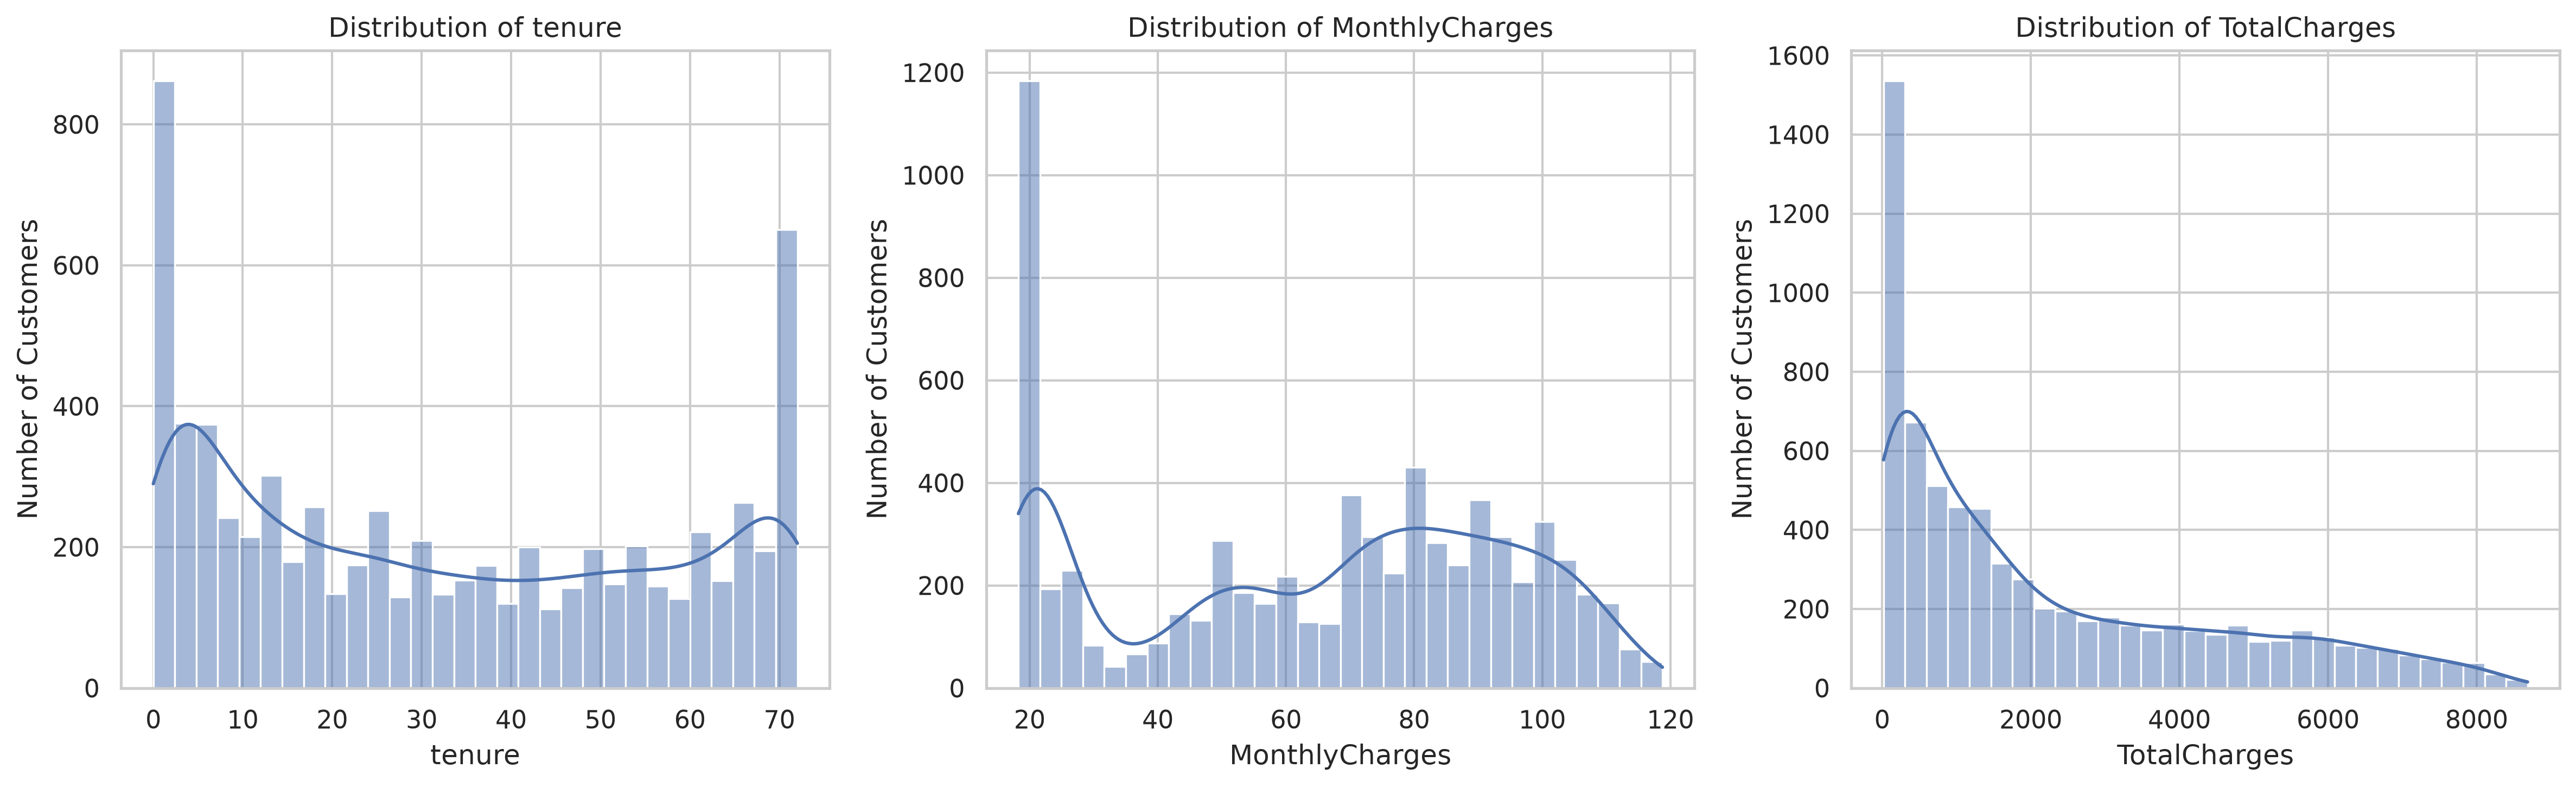 Distribution of tenure
Number of Customers
800
600
400
200
0
0 10 20 30 40 50 60 70
tenure
Distribution of MonthlyCharges
Number of Customers
1200
1000
800
600
400
200
0
20 40 60 80 100 120
MonthlyCharges
Distribution of TotalCharges
Number of Customers
1600
1400
1200
1000
800
600
400
200
0
0 2000 4000 6000 8000
TotalCharges